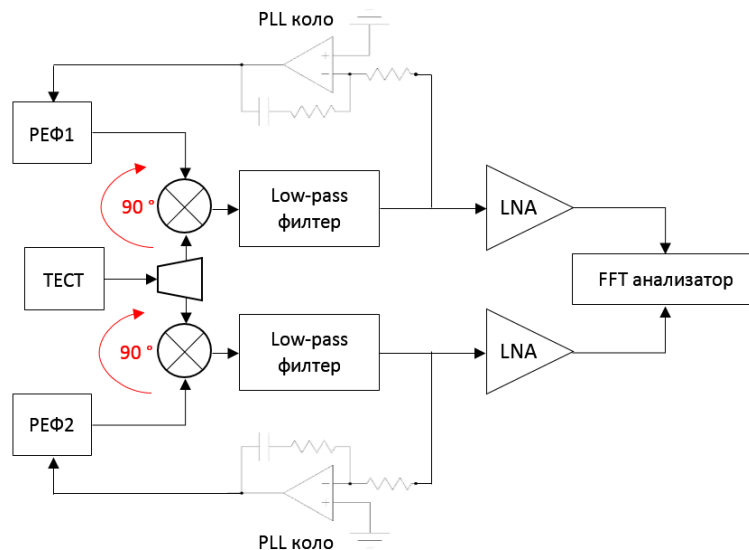 PLL коло
РЕФ1
90 °
Low-pass
филтер
LNA
ТЕСТ
FFT анализатор
90 °
Low-pass
филтер
LNA
РЕФ2
PLL коло